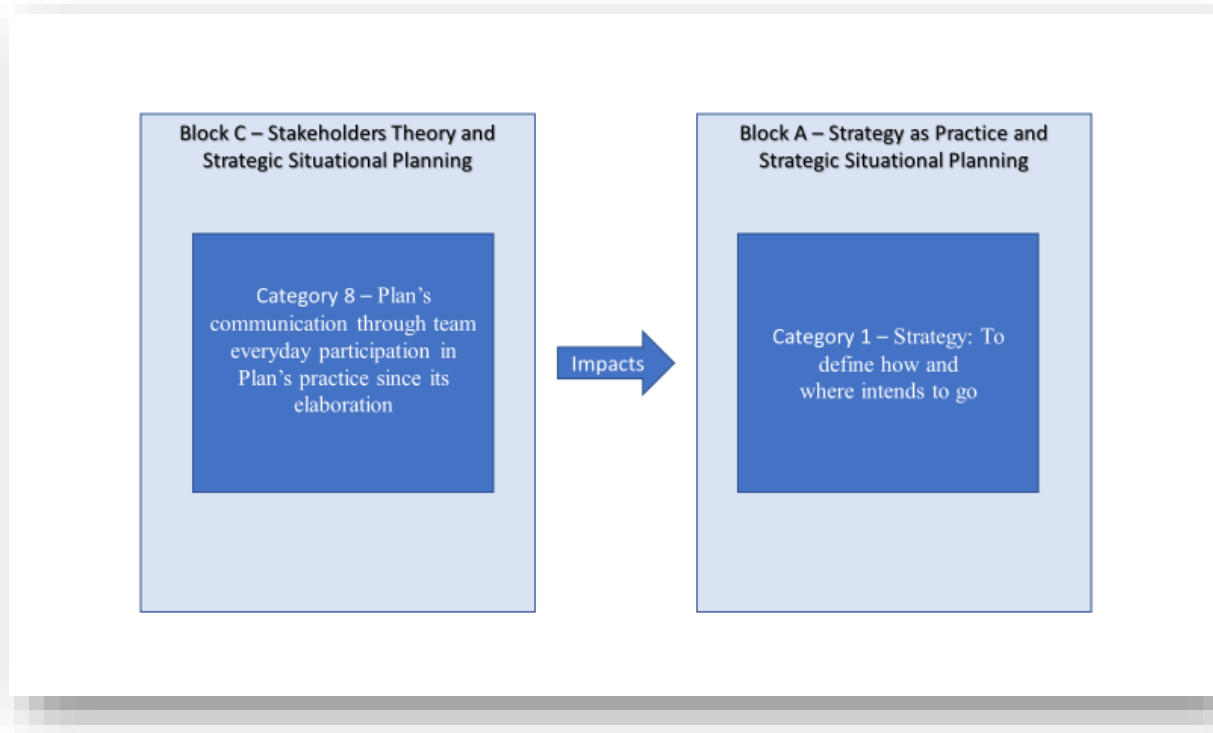 Block C – Stakeholders Theory and
Strategic Situational Planning
Category 8 – Plan’s
communication through team
everyday participation in
Plan’s practice since its
elaboration
Impacts
Block A – Strategy as Practice and
Strategic Situational Planning
Category 1 – Strategy: To
define how and
where intends to go